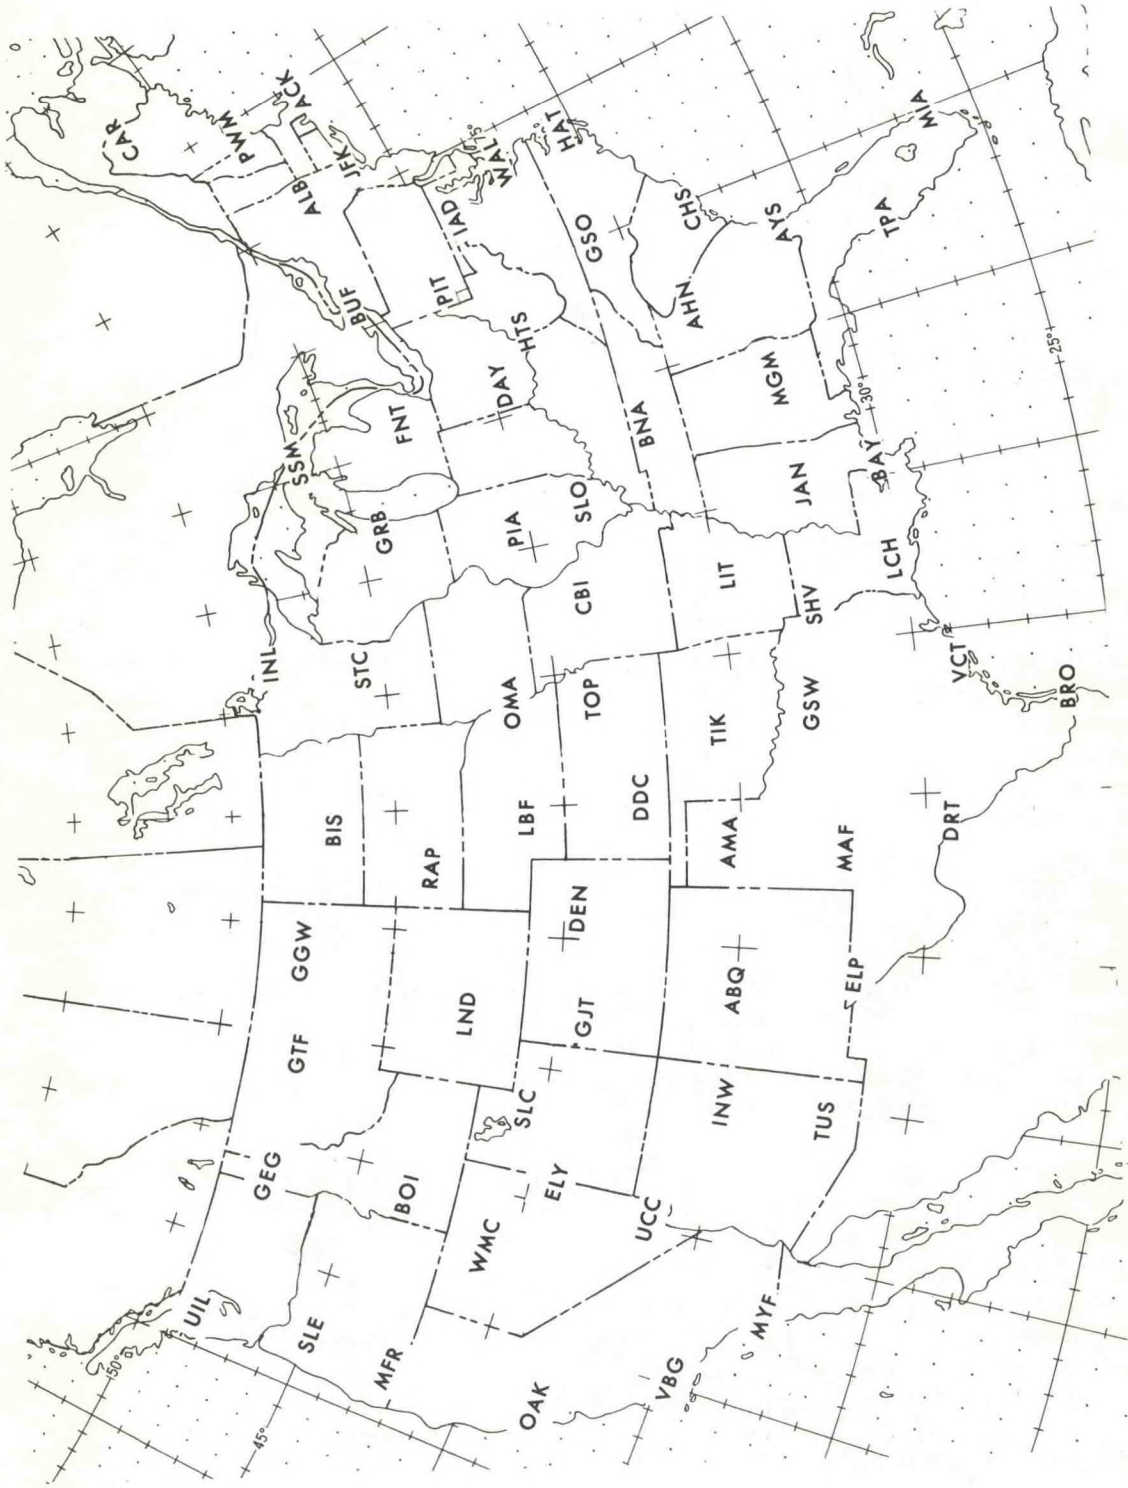 CAR
PWM
ACK
ALB
JFK
BUF
PIT
IAD
WAL
75°
HAT
SSM
FNT
DAY
HTS
GSO
CHS
AHN
AYS
MIA
TPA
INL
GRB
PIA
SLO
BNA
MGM
30°
25°
STC
CBI
LIT
JAN
BAY
SHV
LCH
OMA
TOP
TIK
GSW
VCT
BRO
BIS
RAP
LBF
DDC
AMA
MAF
DRT
GGW
GTF
LND
DEN
GJT
ABQ
ELP
GEG
BOI
SLC
ELY
INW
TUS
UIL
SLE
MFR
WMC
UCC
OAK
VBG
MYF
50°
45°